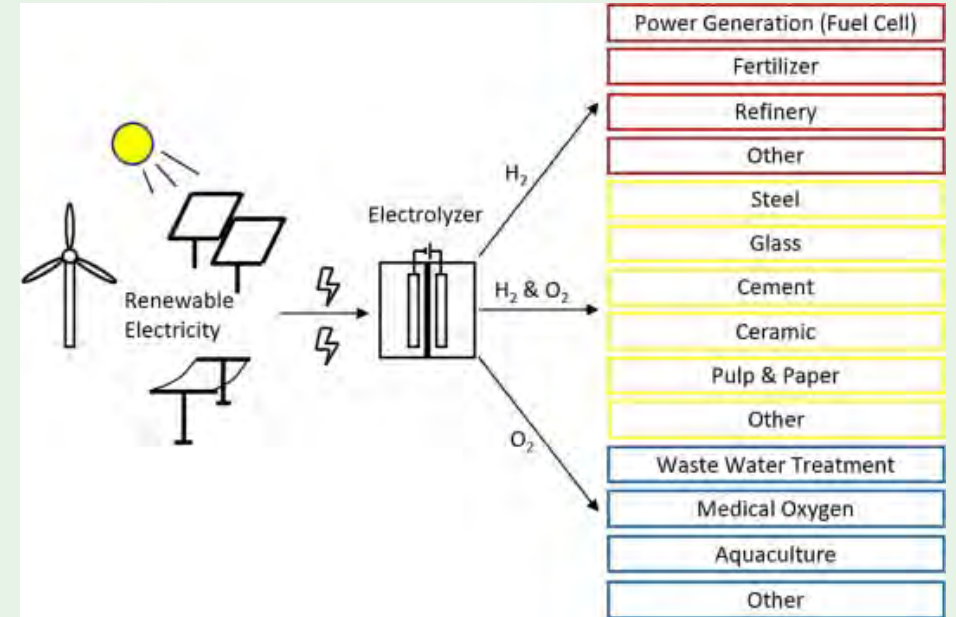 Power Generation (Fuel Cell)
Fertilizer
Refinery
Other
Steel
Glass
Cement
Ceramic
Pulp & Paper
Other
Waste Water Treatment
Medical Oxygen
Aquaculture
Other
Renewable
Electricity
Electrolyzer
H₂
H₂ & O₂
O₂